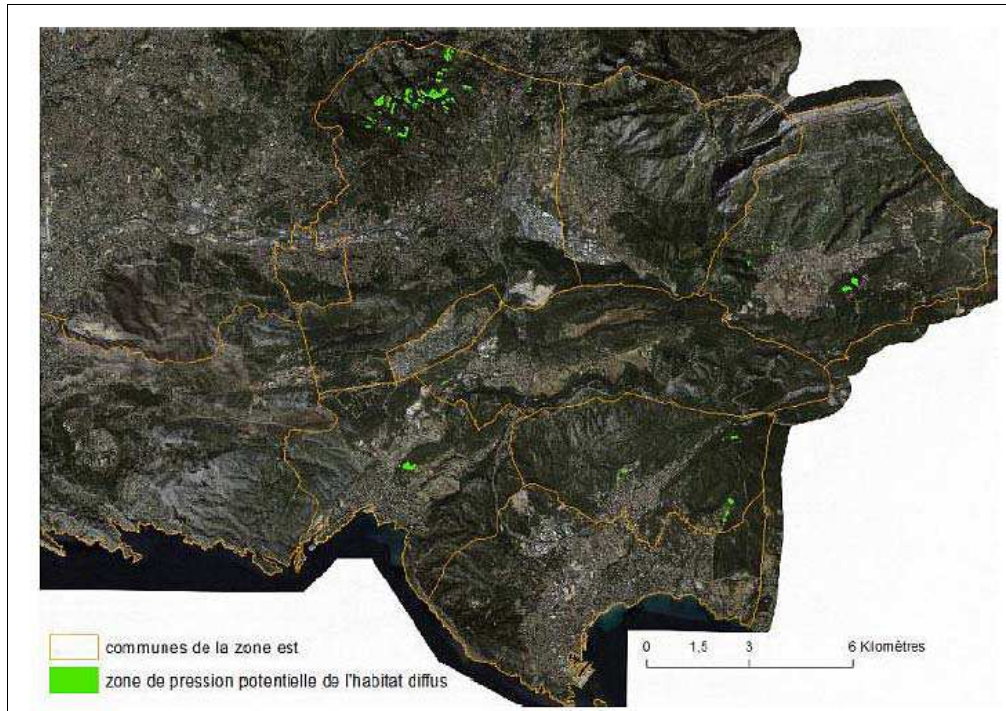 communes de la zone est
zone de pression potentielle de l'habitat diffus
0 1,5 3 6 Kilomètres